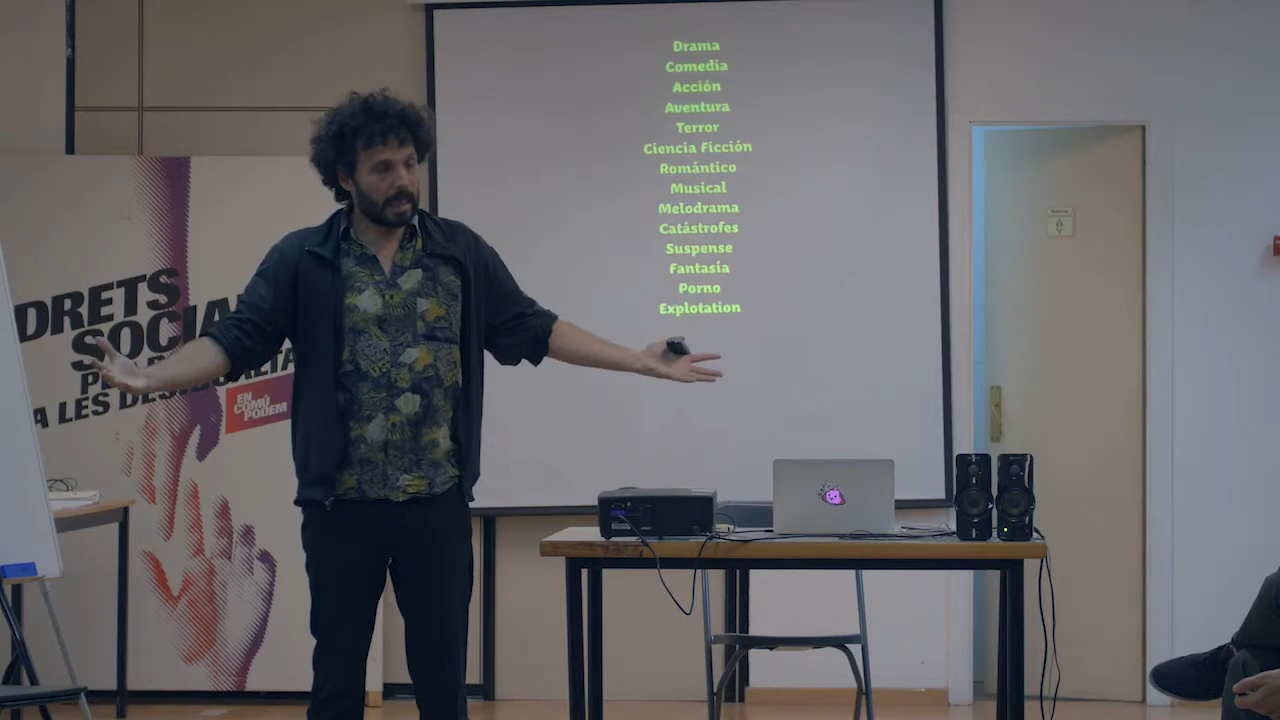 Drama
Comedia
Acción
Aventura
Terror
Ciencia Ficción
Romántico
Musical
Melodrama
Catástrofes
Suspense
Fantasía
Porno
Explotation
DRETS
SOCIA
A LES DESIGUALTA
EN
COMÚ
PODEM